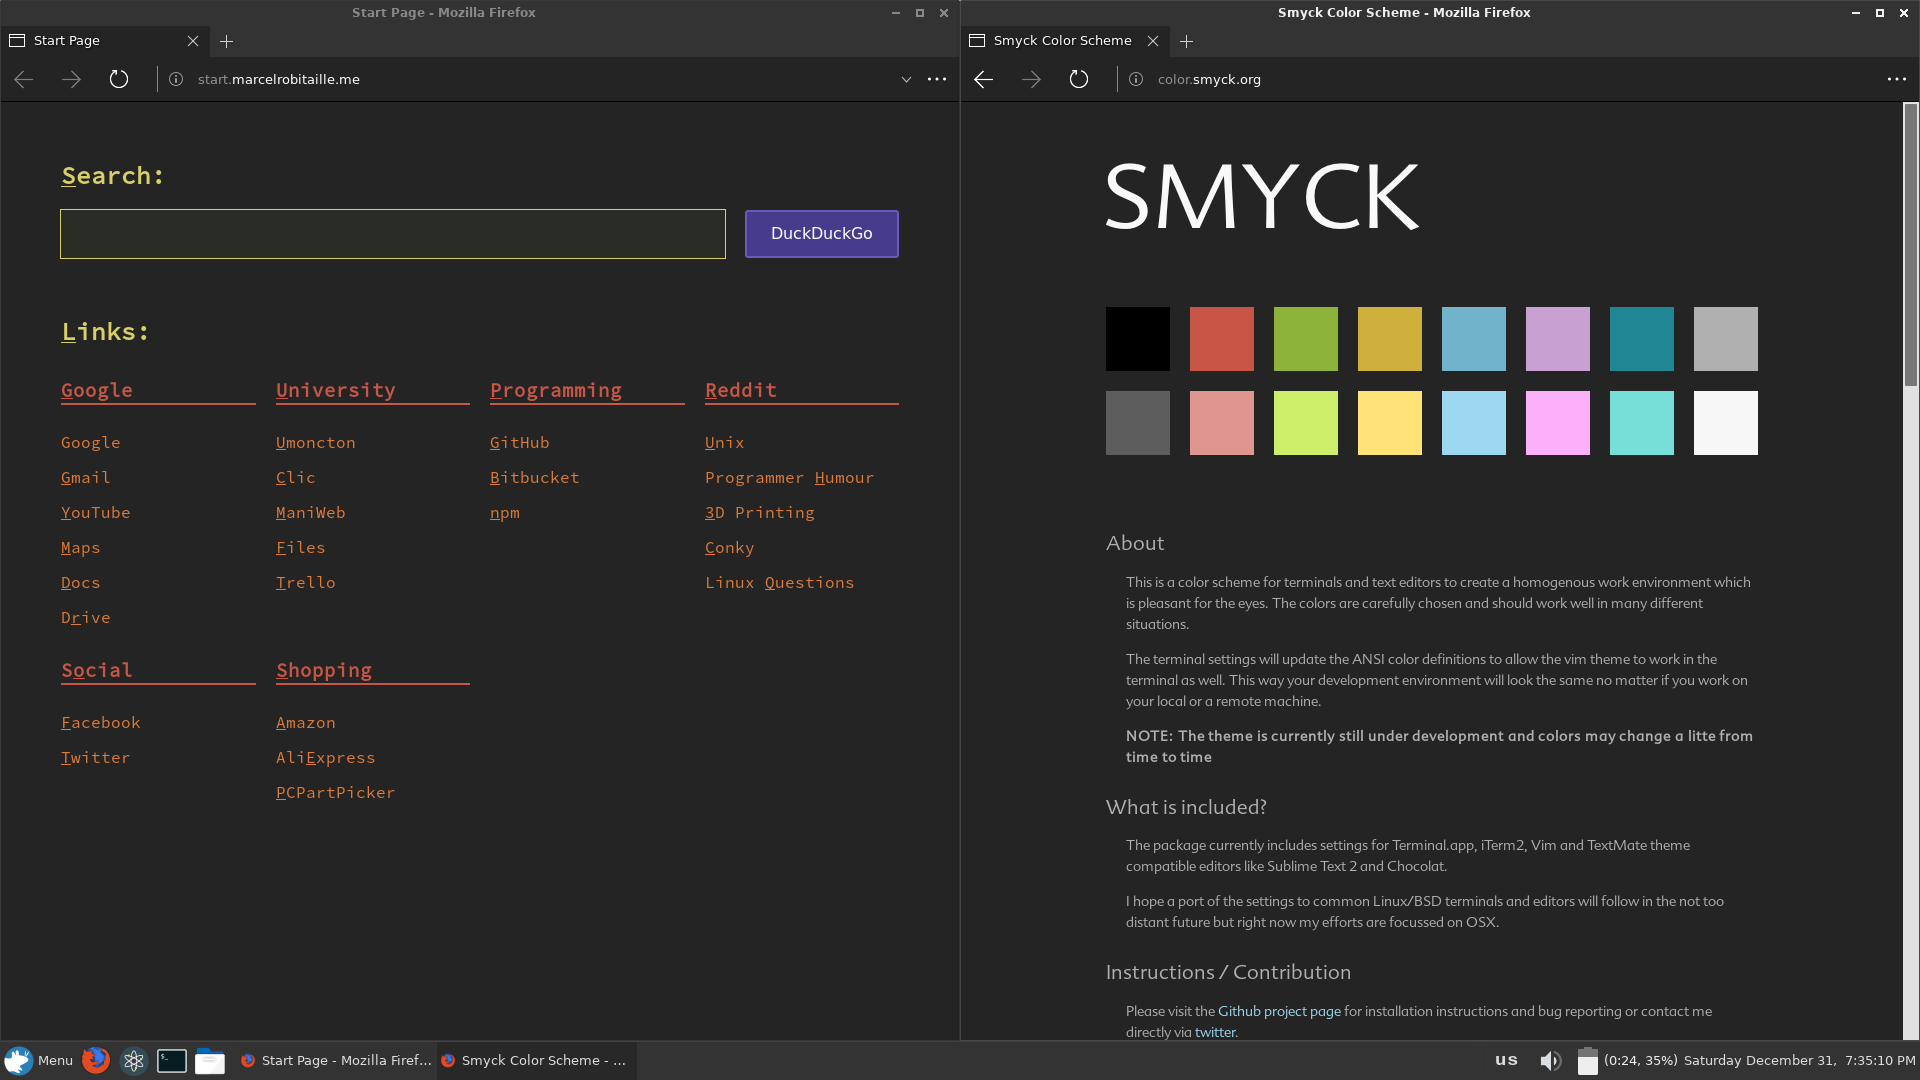 Start Page - Mozilla Firefox
Start Page
start.marcelrobitaille.me
Search:
DuckDuckGo
Links:
Google
Google
Gmail
YouTube
Maps
Docs
Drive
University
Umoncton
Clic
ManiWeb
Files
Trello
Programming
GitHub
Bitbucket
npm
Reddit
Unix
Programmer Humour
3D Printing
Conky
Linux Questions
Social
Facebook
Twitter
Shopping
Amazon
AliExpress
PCPartPicker
Smyck Color Scheme - Mozilla Firefox
Smyck Color Scheme
color.smyck.org
SMYCK
About
This is a color scheme for terminals and text editors to create a homogenous work environment which
is pleasant for the eyes. The colors are carefully chosen and should work well in many different
situations.
The terminal settings will update the ANSI color definitions to allow the vim theme to work in the
terminal as well. This way your development environment will look the same no matter if you work on
your local or a remote machine.
NOTE: The theme is currently still under development and colors may change a litte from
time to time
What is included?
The package currently includes settings for Terminal.app, iTerm2, Vim and TextMate theme
compatible editors like Sublime Text 2 and Chocolat.
I hope a port of the settings to common Linux/BSD terminals and editors will follow in the not too
distant future but right now my efforts are focussed on OSX.
Instructions / Contribution
Please visit the Github project page for installation instructions and bug reporting or contact me
directly via twitter.
Menu
Start Page - Mozilla Firef...
Smyck Color Scheme - ...
us
(0:24, 35%)
Saturday December 31, 7:35:10 PM